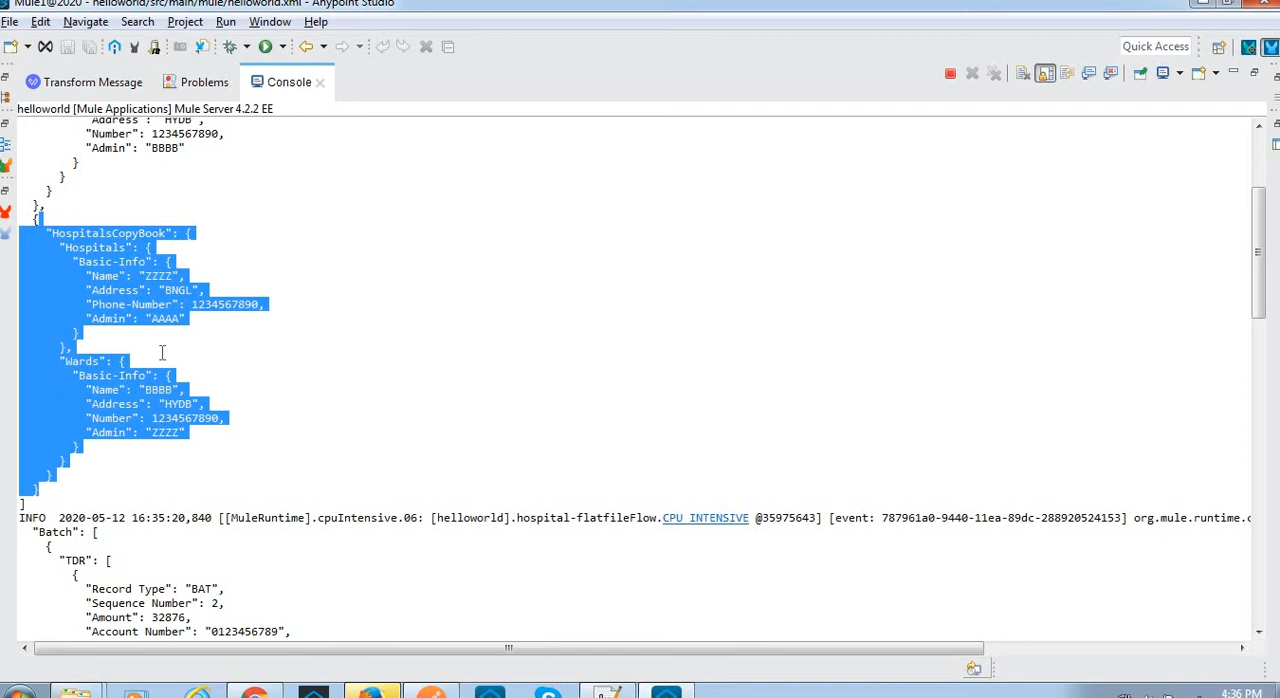 Mule1@2020 - helloworld/src/main/mule/helloworld.xml - Anypoint Studio
File Edit Navigate Search Project Run Window Help
Quick Access
Transform Message Problems Console
helloworld [Mule Applications] Mule Server 4.2.2 EE
"Address": "HYDB",
"Number": 1234567890,
"Admin": "BBBB"
}
}
}
},
{
"HospitalsCopyBook": {
"Hospitals": {
"Basic-Info": {
"Name": "ZZZZ",
"Address": "BNGL",
"Phone-Number": 1234567890,
"Admin": "AAAA"
}
},
"Wards": {
"Basic-Info": {
"Name": "BBBB",
"Address": "HYDB",
"Number": 1234567890,
"Admin": "ZZZZ"
}
}
}
}
]
INFO 2020-05-12 16:35:20,840 [[MuleRuntime].cpuIntensive.06: [helloworld].hospital-flatfileFlow.CPU_INTENSIVE @35975643] [event: 787961a0-9440-11ea-89dc-288920524153] org.mule.runtime.c
"Batch": [
{
"TDR": [
{
"Record Type": "BAT",
"Sequence Number": 2,
"Amount": 32876,
"Account Number": "0123456789",
4:36 PM